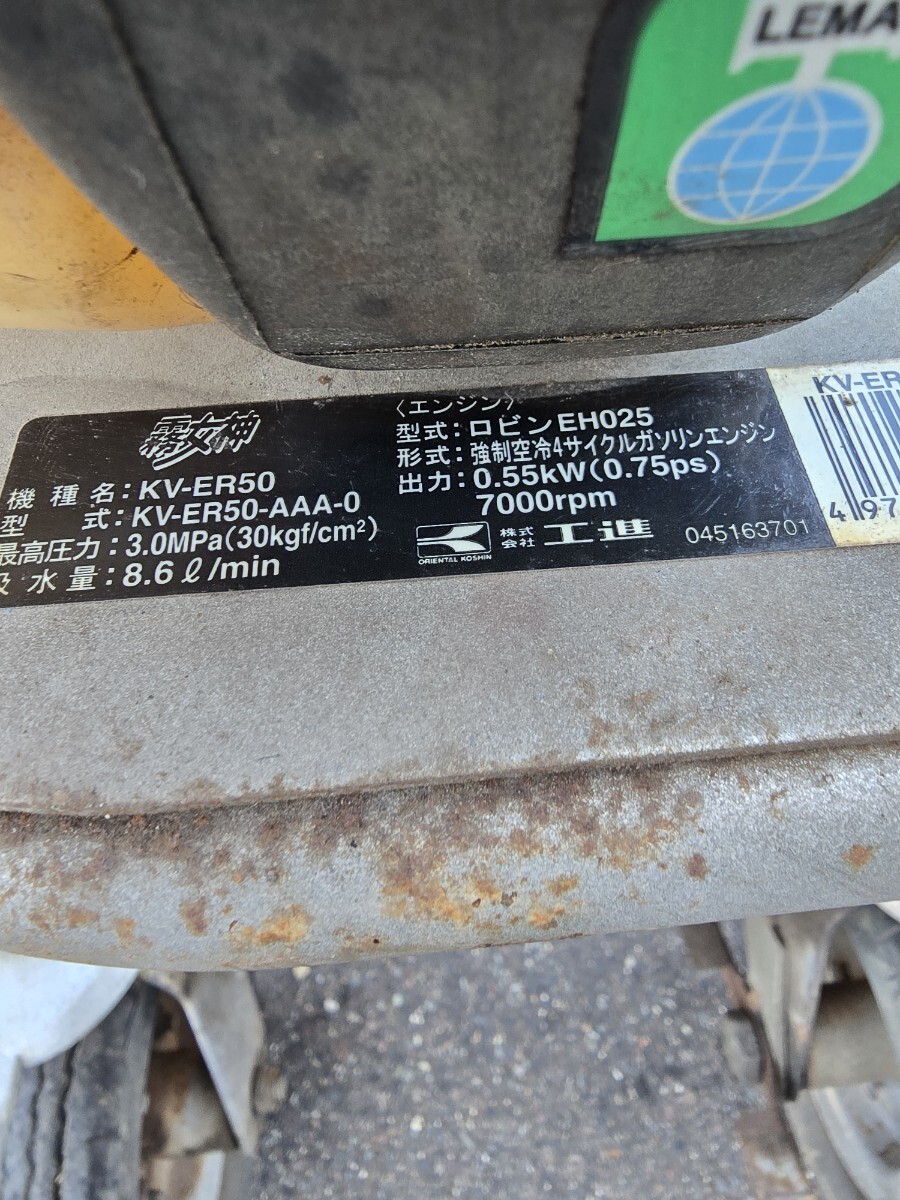 LEMA
霧女神
機種名:KV-ER50
型式:KV-ER50-AAA-0
最高圧力:3.0MPa(30kgf/cm²)
吸水量:8.6ℓ/min
〈エンジン〉
型式:ロビンEH025
形式:強制空冷4サイクルガソリンエンジン
出力:0.55kW(0.75ps)
7000rpm
ORIENTAL KOSHIN
株式会社 工進
045163701
KV-ER
4 97